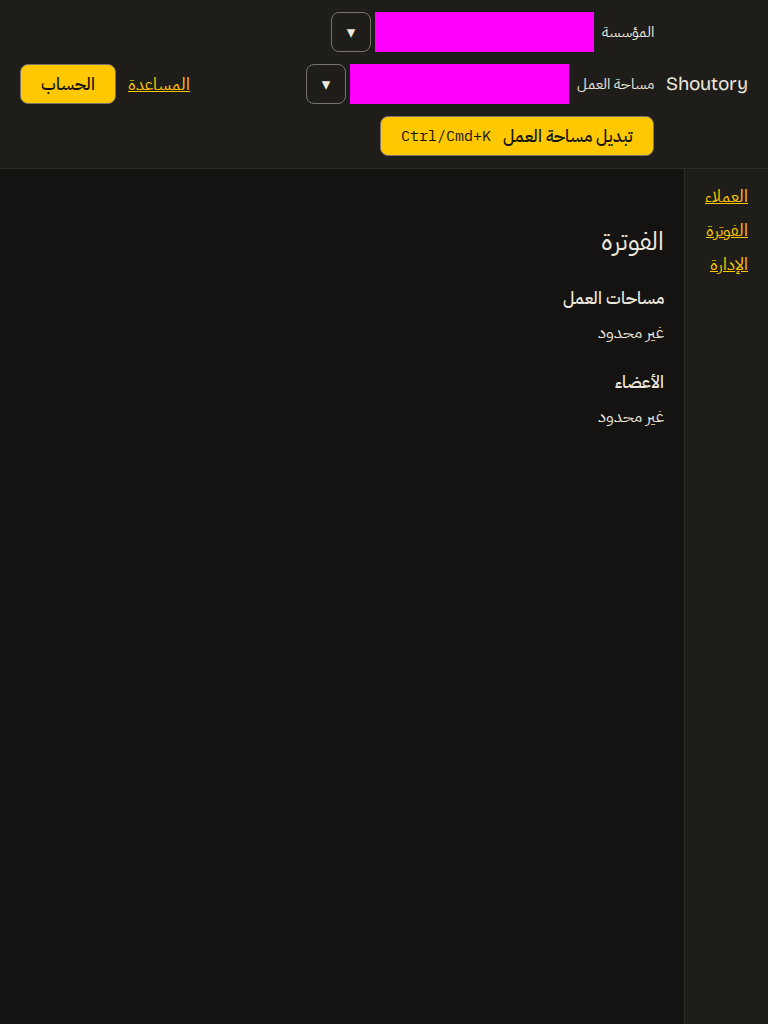 المؤسسة ▼
Shoutory
مساحة العمل ▼
تبديل مساحة العمل Ctrl/Cmd+K
المساعدة
الحساب
العملاء
الفوترة
الإدارة
الفوترة
مساحات العمل
غير محدود
الأعضاء
غير محدود